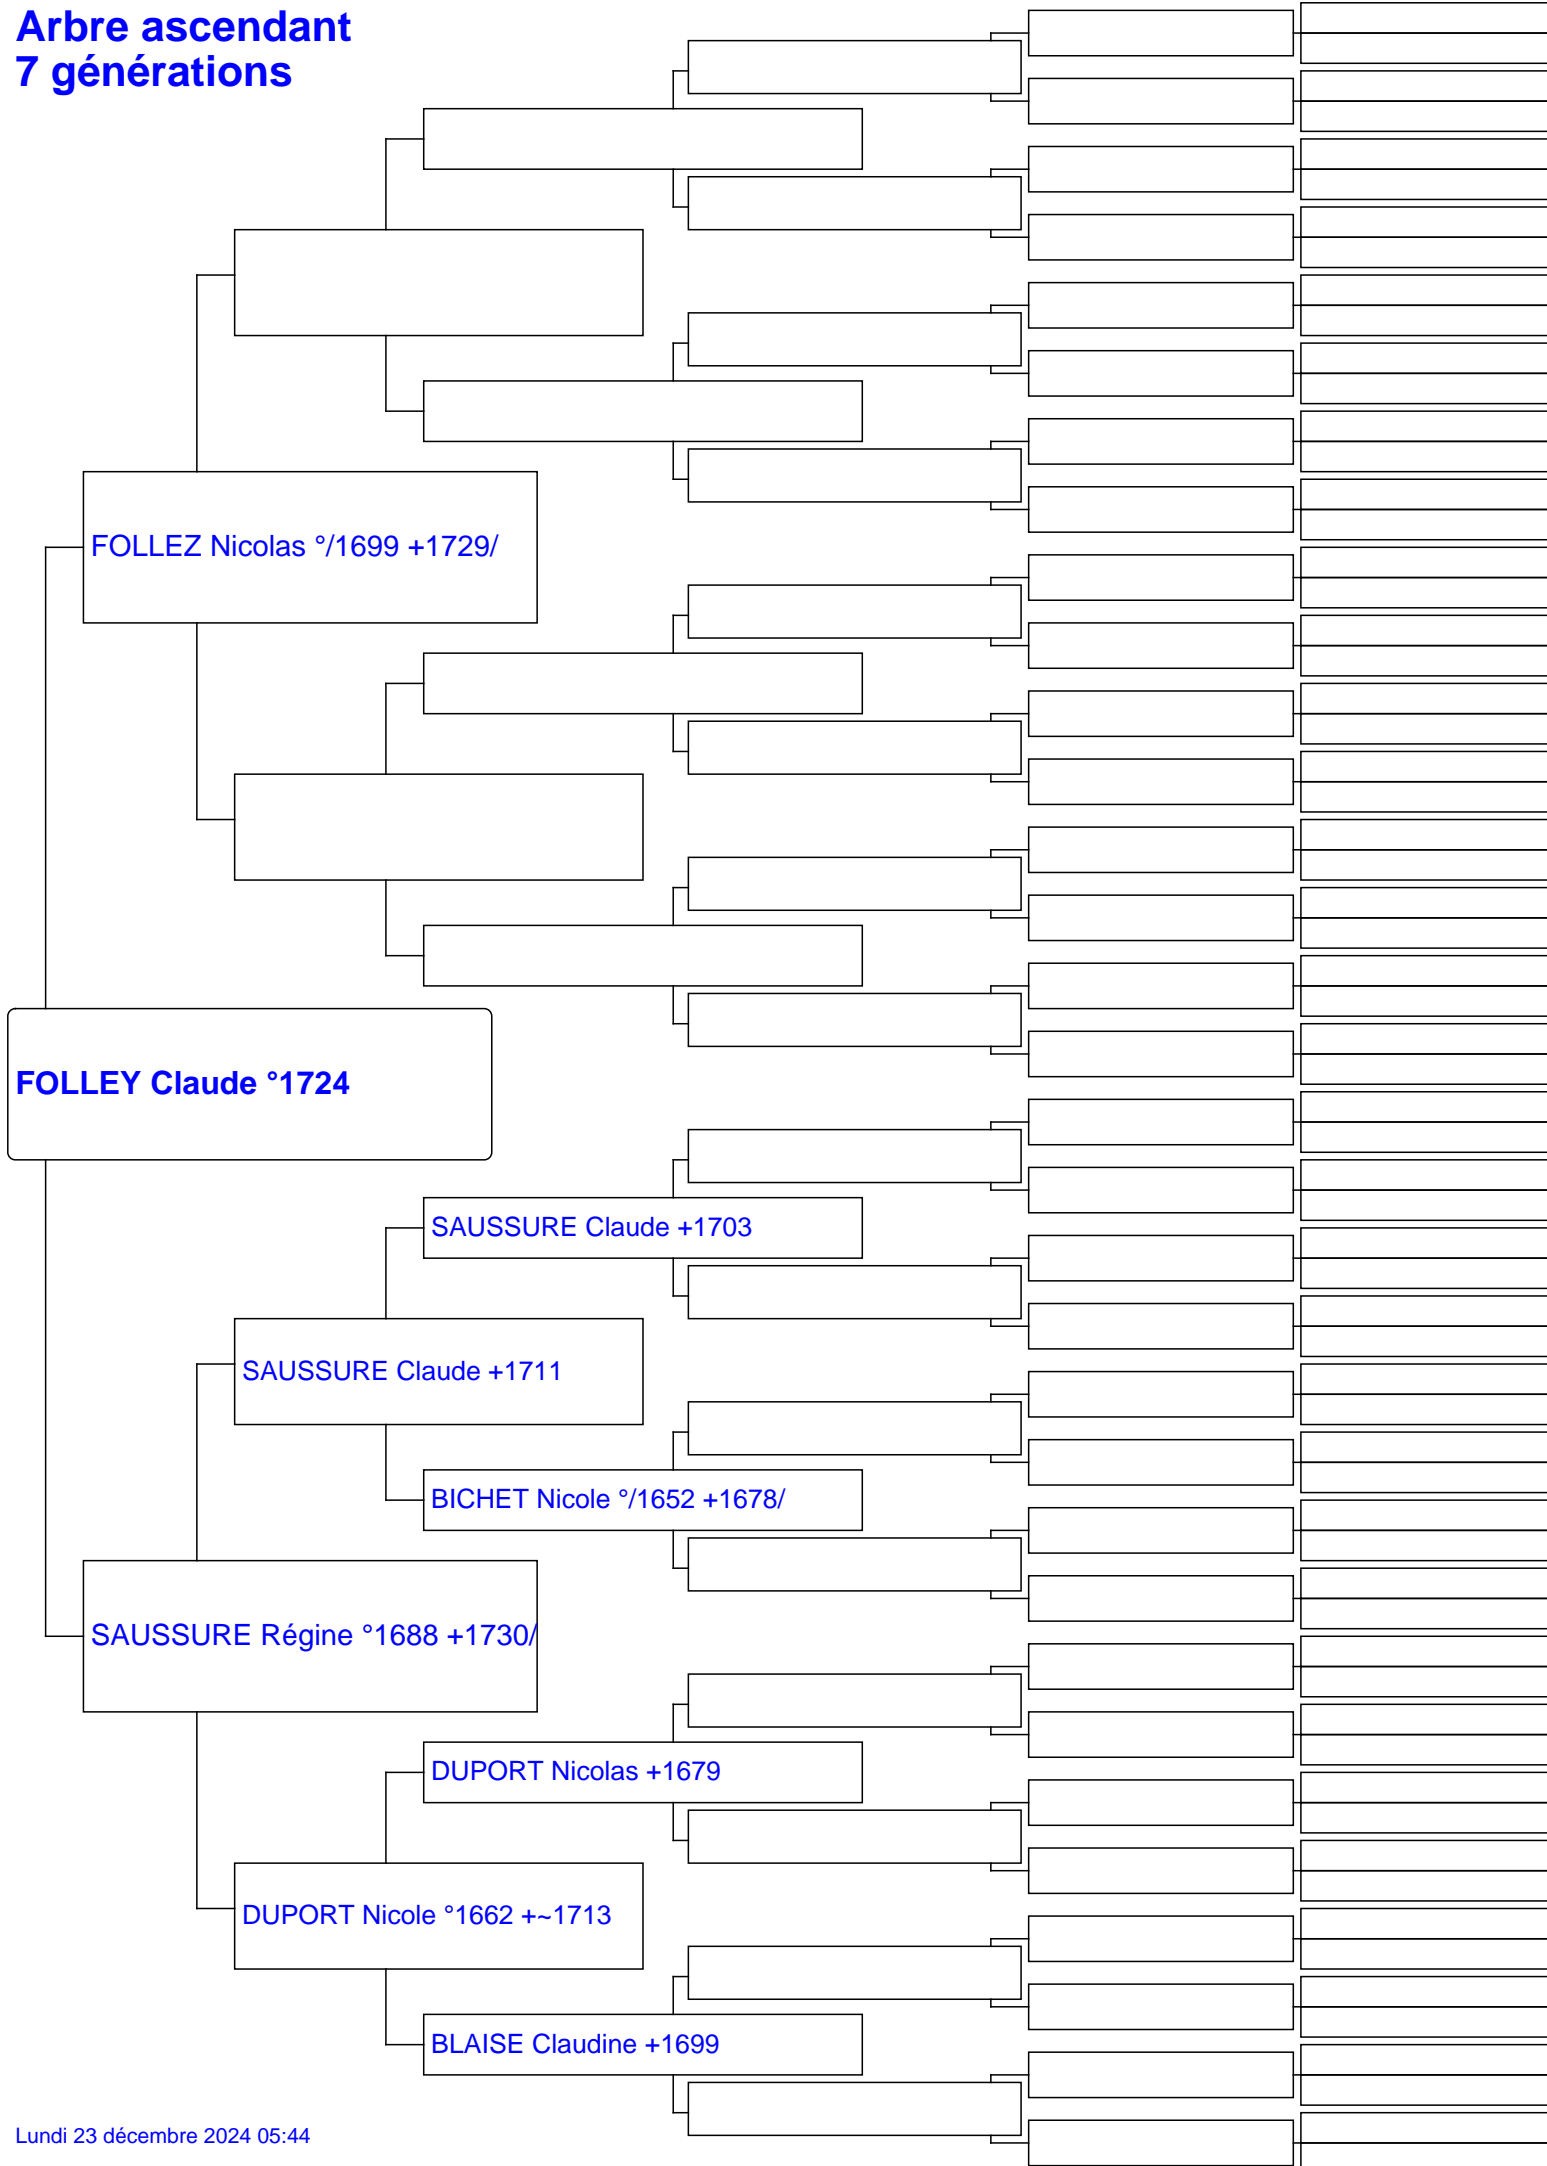 Arbre ascendant
7 générations
FOLLEZ Nicolas °/1699 +1729/
FOLLEY Claude °1724
SAUSSURE Claude +1703
SAUSSURE Claude +1711
BICHET Nicole °/1652 +1678/
SAUSSURE Régine °1688 +1730/
DUPORT Nicolas +1679
DUPORT Nicole °1662 +~1713
BLAISE Claudine +1699
Lundi 23 décembre 2024 05:44